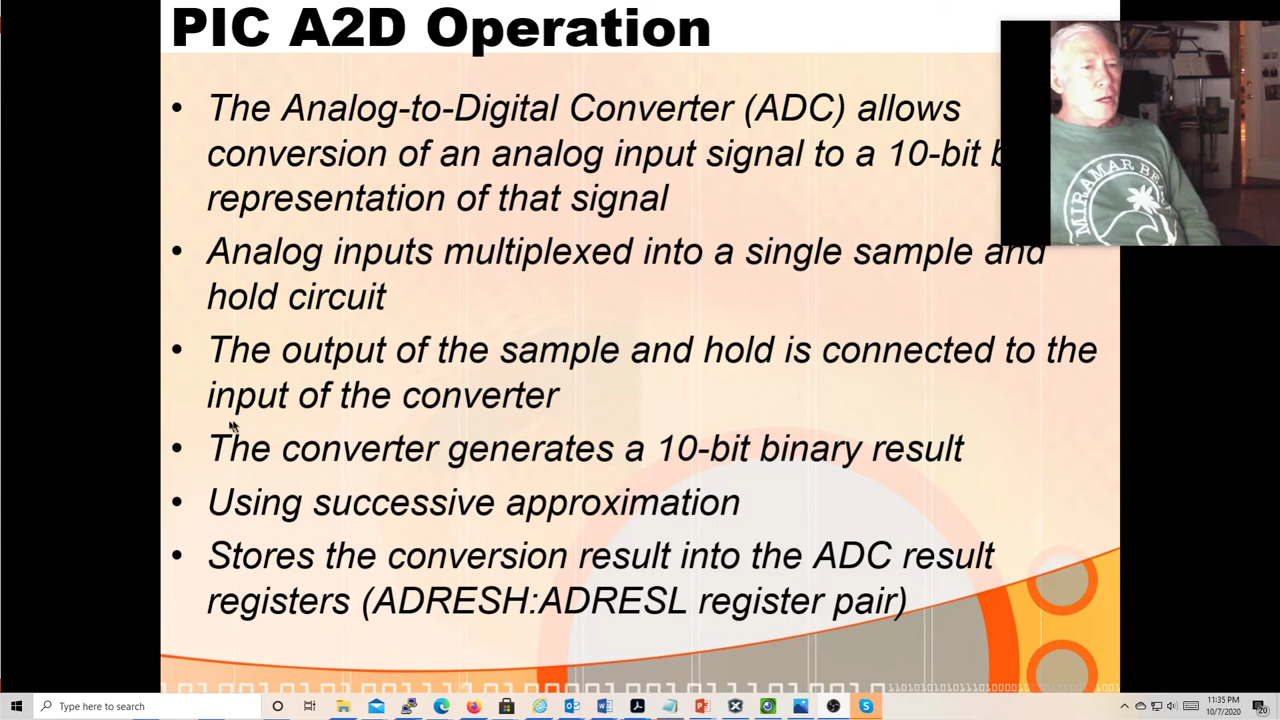 PIC A2D Operation
• The Analog-to-Digital Converter (ADC) allows
conversion of an analog input signal to a 10-bit
representation of that signal
• Analog inputs multiplexed into a single sample and
hold circuit
• The output of the sample and hold is connected to the
input of the converter
• The converter generates a 10-bit binary result
• Using successive approximation
• Stores the conversion result into the ADC result
registers (ADRESH:ADRESL register pair)
MIRAMAR
Type here to search
11:35 PM
10/7/2020
20